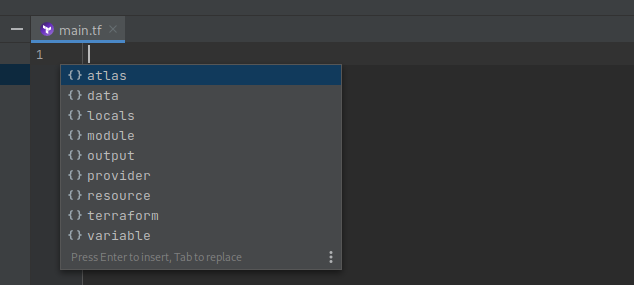 main.tf
1
{} atlas
{} data
{} locals
{} module
{} output
{} provider
{} resource
{} terraform
{} variable
Press Enter to insert, Tab to replace